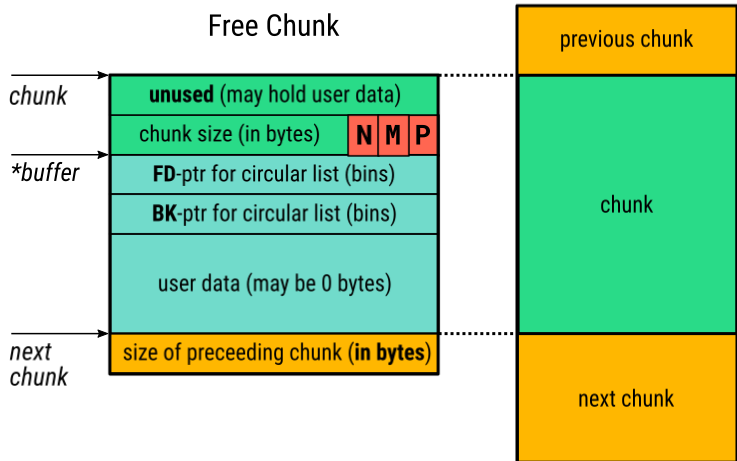 Free Chunk
previous chunk
chunk
unused (may hold user data)
chunk size (in bytes) N M P
*buffer
FD-ptr for circular list (bins)
BK-ptr for circular list (bins)
chunk
user data (may be 0 bytes)
next
chunk
size of preceeding chunk (in bytes)
next chunk